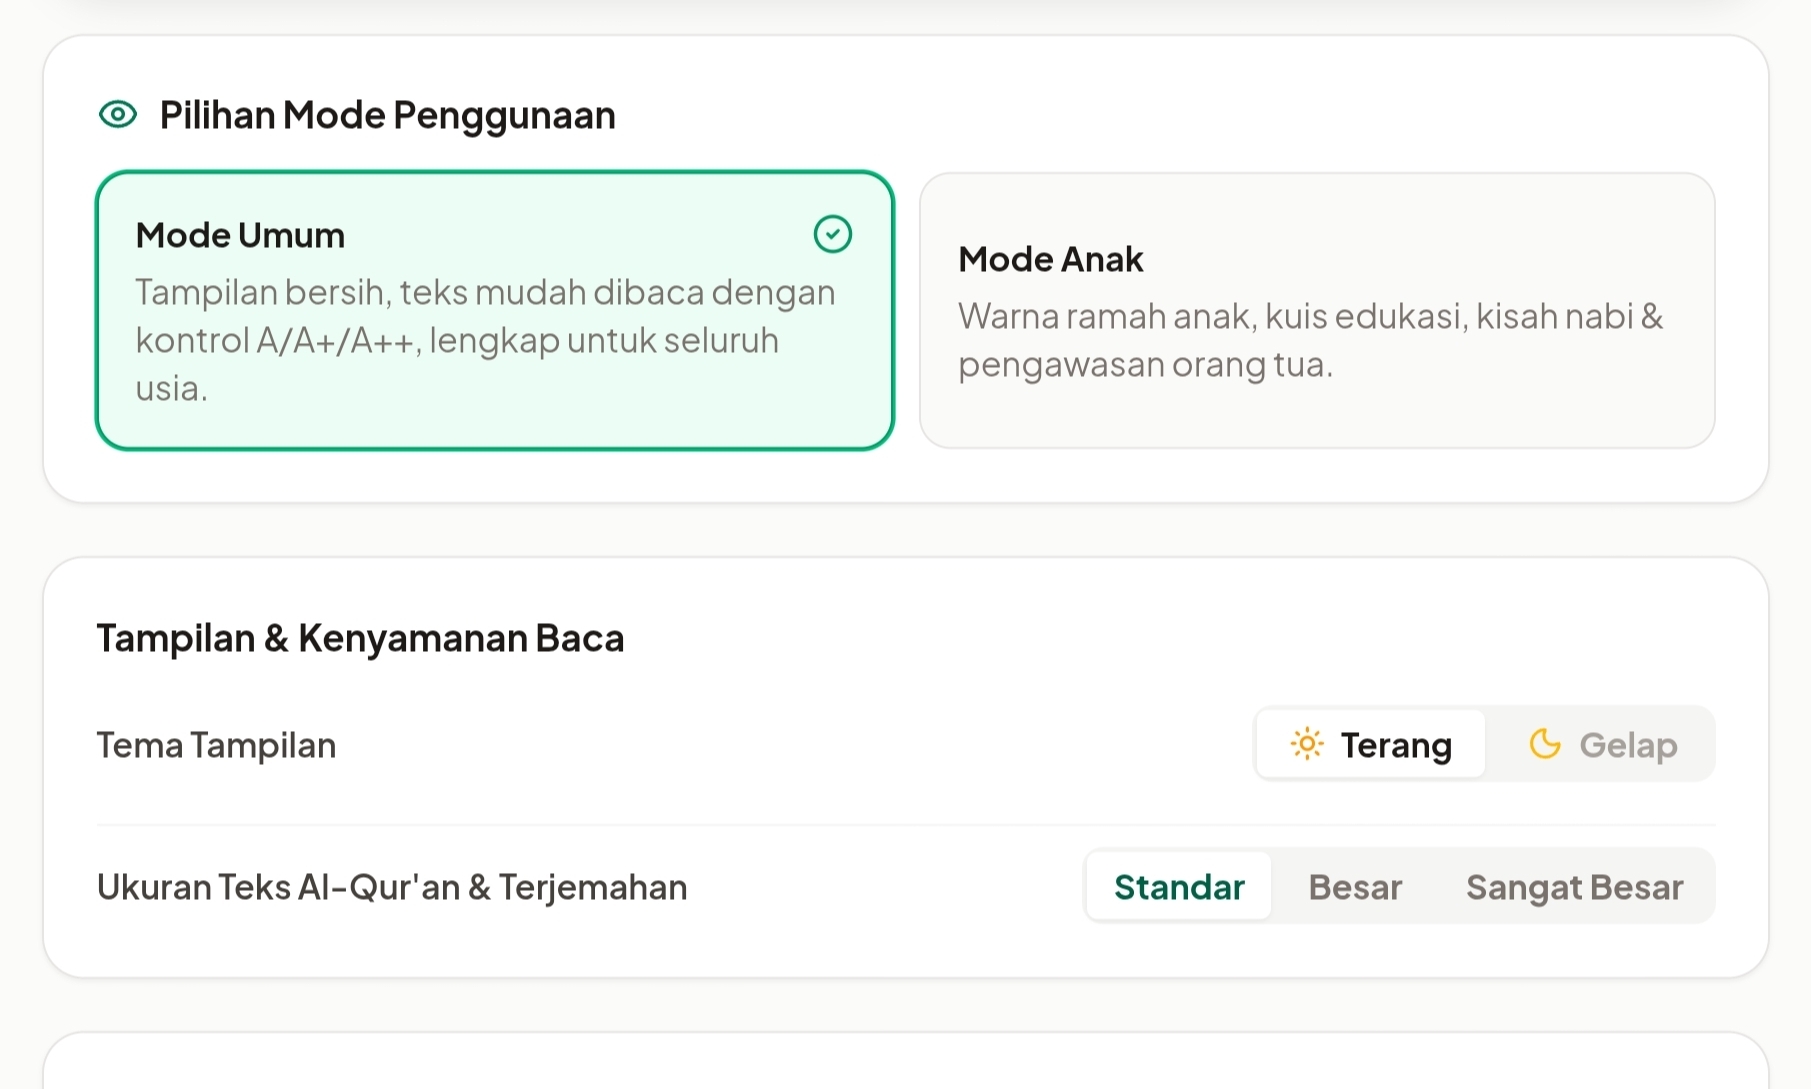 Pilihan Mode Penggunaan
Mode Umum
Tampilan bersih, teks mudah dibaca dengan
kontrol A/A+/A++, lengkap untuk seluruh
usia.
Mode Anak
Warna ramah anak, kuis edukasi, kisah nabi &
pengawasan orang tua.
Tampilan & Kenyamanan Baca
Tema Tampilan
Terang
Gelap
Ukuran Teks Al-Qur'an & Terjemahan
Standar
Besar
Sangat Besar